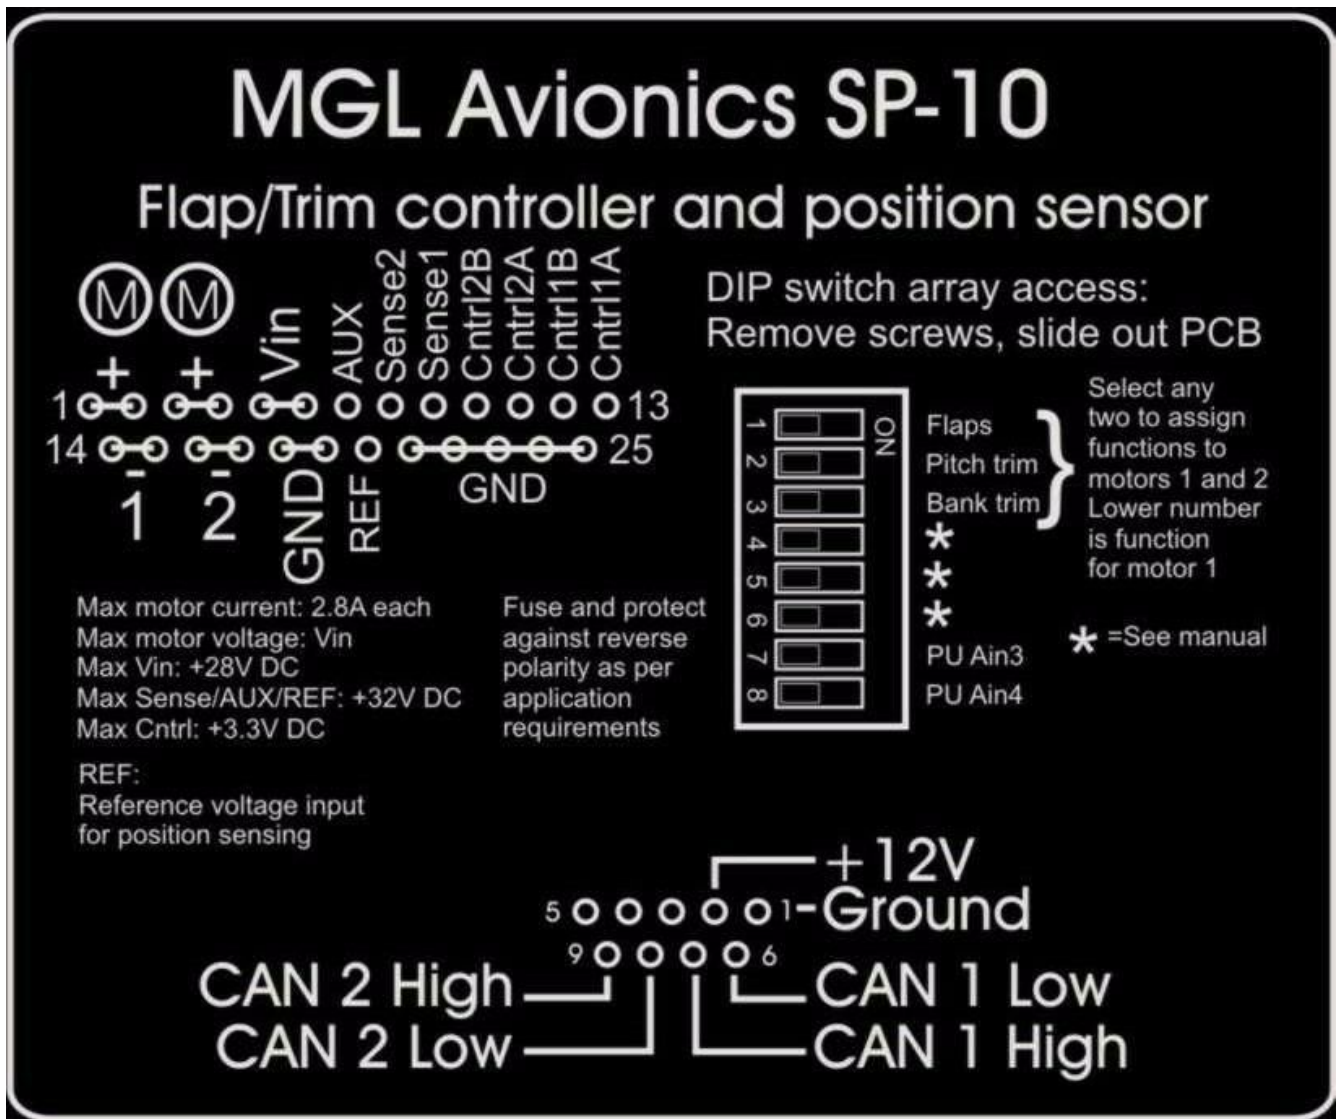 MGL Avionics SP-10
Flap/Trim controller and position sensor
M M
+ + Vin AUX Sense2 Sense1 Cntrl2B Cntrl2A Cntrl1B Cntrl1A
1 13
14 25
- -
1 2 GND REF GND
Max motor current: 2.8A each
Max motor voltage: Vin
Max Vin: +28V DC
Max Sense/AUX/REF: +32V DC
Max Cntrl: +3.3V DC
REF:
Reference voltage input
for position sensing
Fuse and protect
against reverse
polarity as per
application
requirements
DIP switch array access:
Remove screws, slide out PCB
ON
1 Flaps
2 Pitch trim
3 Bank trim
4 *
5 *
6 *
7 PU Ain3
8 PU Ain4
Select any
two to assign
functions to
motors 1 and 2
Lower number
is function
for motor 1
* =See manual
+12V
5 1 Ground
9 6
CAN 2 High CAN 1 Low
CAN 2 Low CAN 1 High